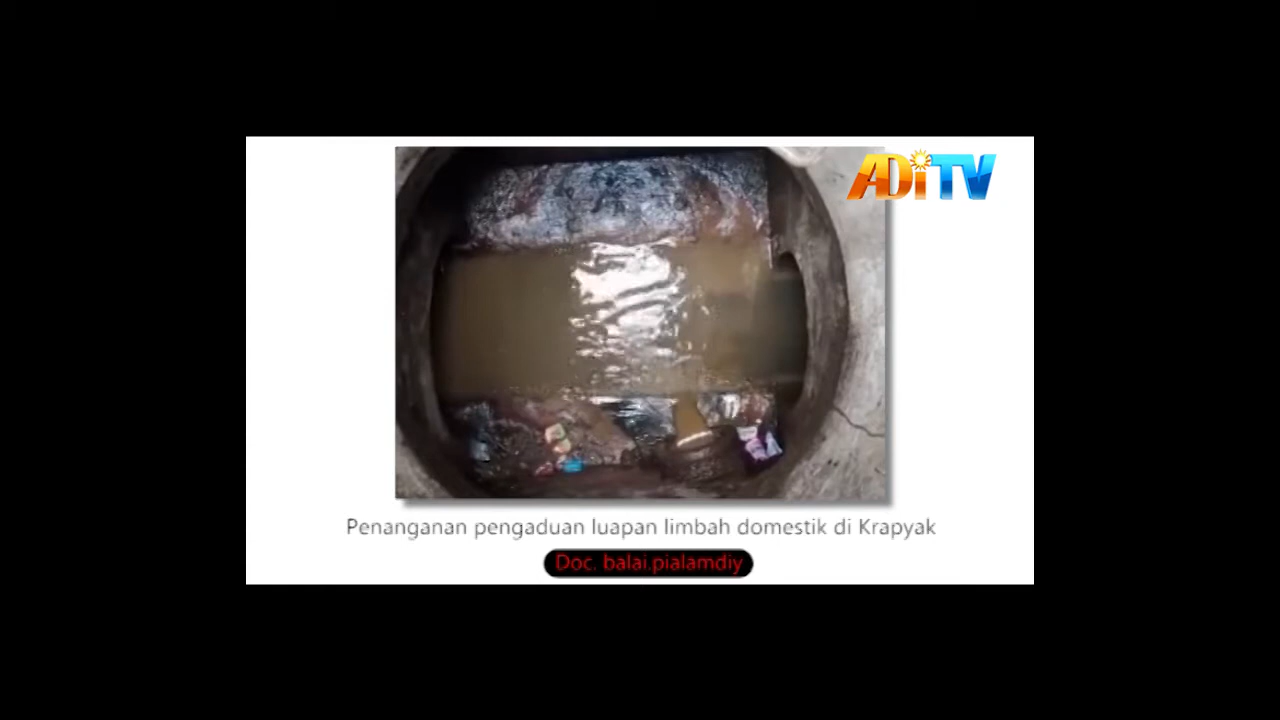 ADiTV
Penanganan pengaduan luapan limbah domestik di Krapyak
Doc. balai.pialamdiy